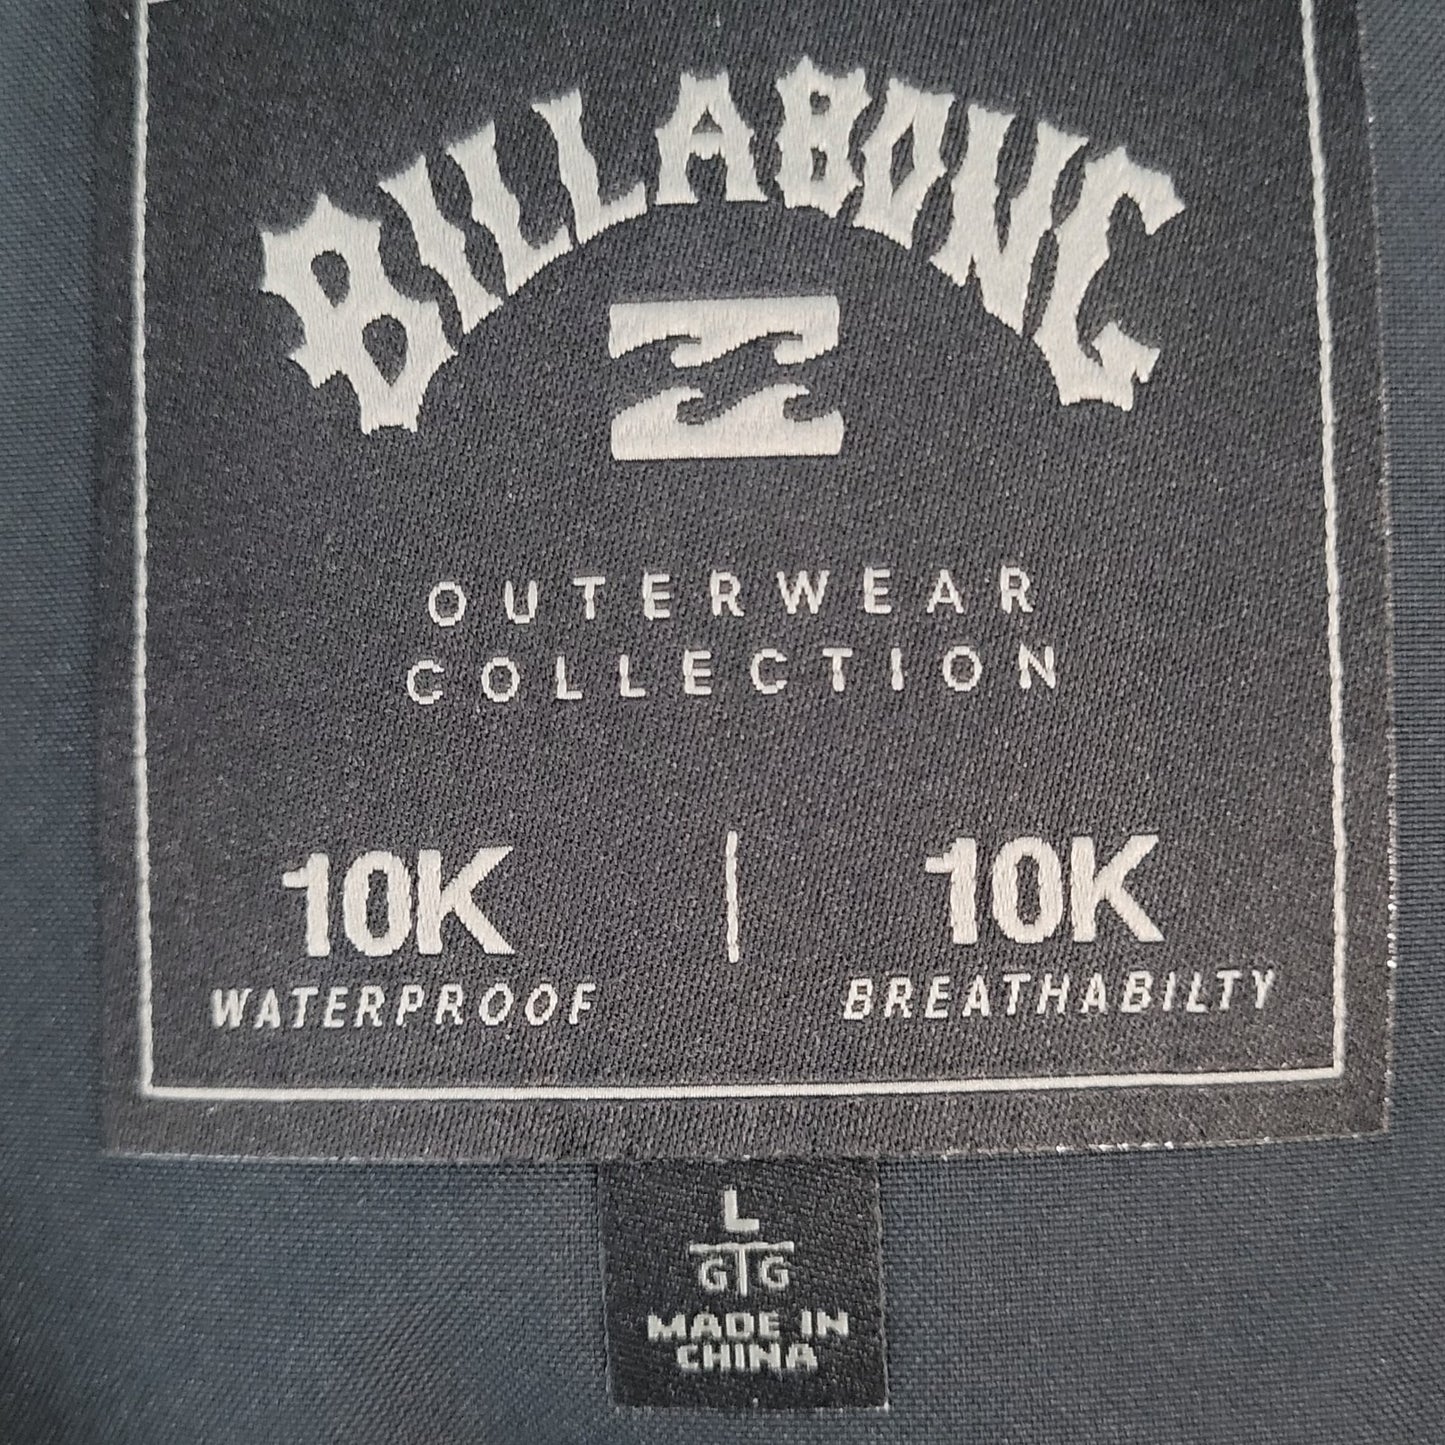 BILLABONG
OUTERWEAR
COLLECTION
10K | 10K
WATERPROOF BREATHABILTY
L
G G
MADE IN
CHINA